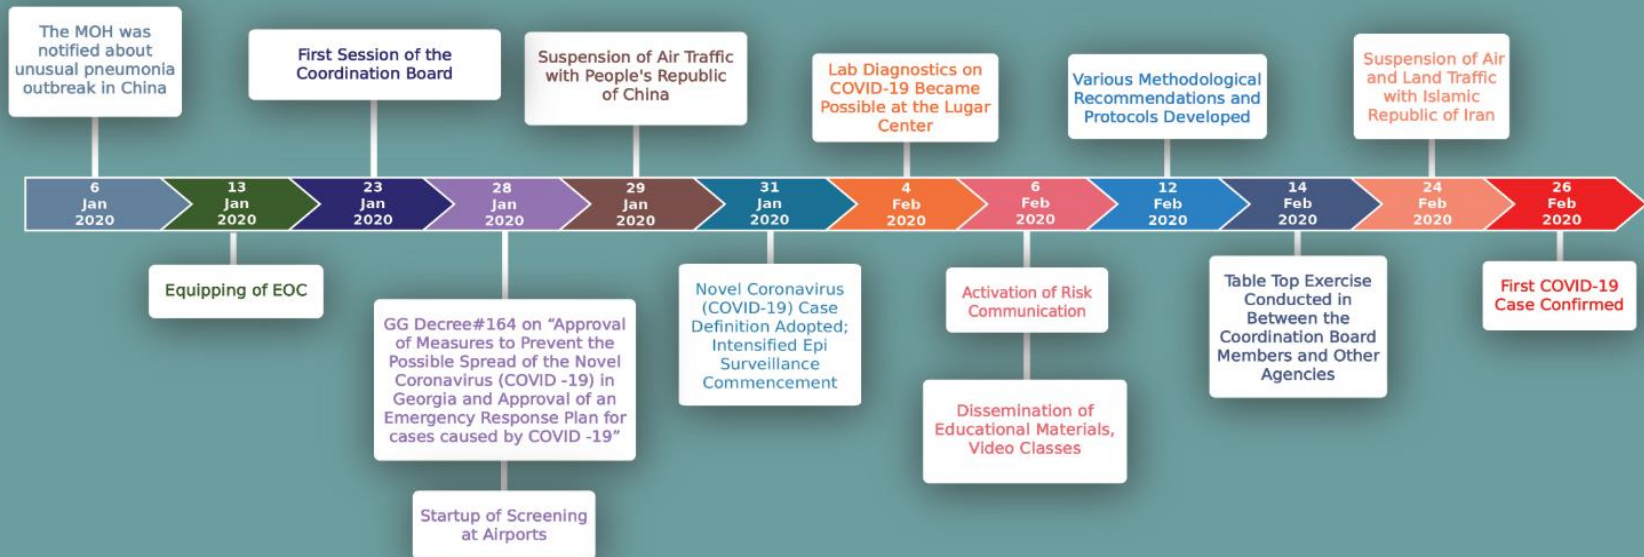 The MOH was
notified about
unusual pneumonia
outbreak in China
First Session of the
Coordination Board
Suspension of Air Traffic
with People's Republic
of China
Lab Diagnostics on
COVID-19 Became
Possible at the Lugar
Center
Various Methodological
Recommendations and
Protocols Developed
Suspension of Air
and Land Traffic
with Islamic
Republic of Iran
6
Jan
2020
13
Jan
2020
23
Jan
2020
28
Jan
2020
29
Jan
2020
31
Jan
2020
4
Feb
2020
6
Feb
2020
12
Feb
2020
14
Feb
2020
24
Feb
2020
26
Feb
2020
Equipping of EOC
GG Decree#164 on “Approval
of Measures to Prevent the
Possible Spread of the Novel
Coronavirus (COVID -19) in
Georgia and Approval of an
Emergency Response Plan for
cases caused by COVID -19”
Startup of Screening
at Airports
Novel Coronavirus
(COVID-19) Case
Definition Adopted;
Intensified Epi
Surveillance
Commencement
Activation of Risk
Communication
Dissemination of
Educational Materials,
Video Classes
Table Top Exercise
Conducted in
Between the
Coordination Board
Members and Other
Agencies
First COVID-19
Case Confirmed